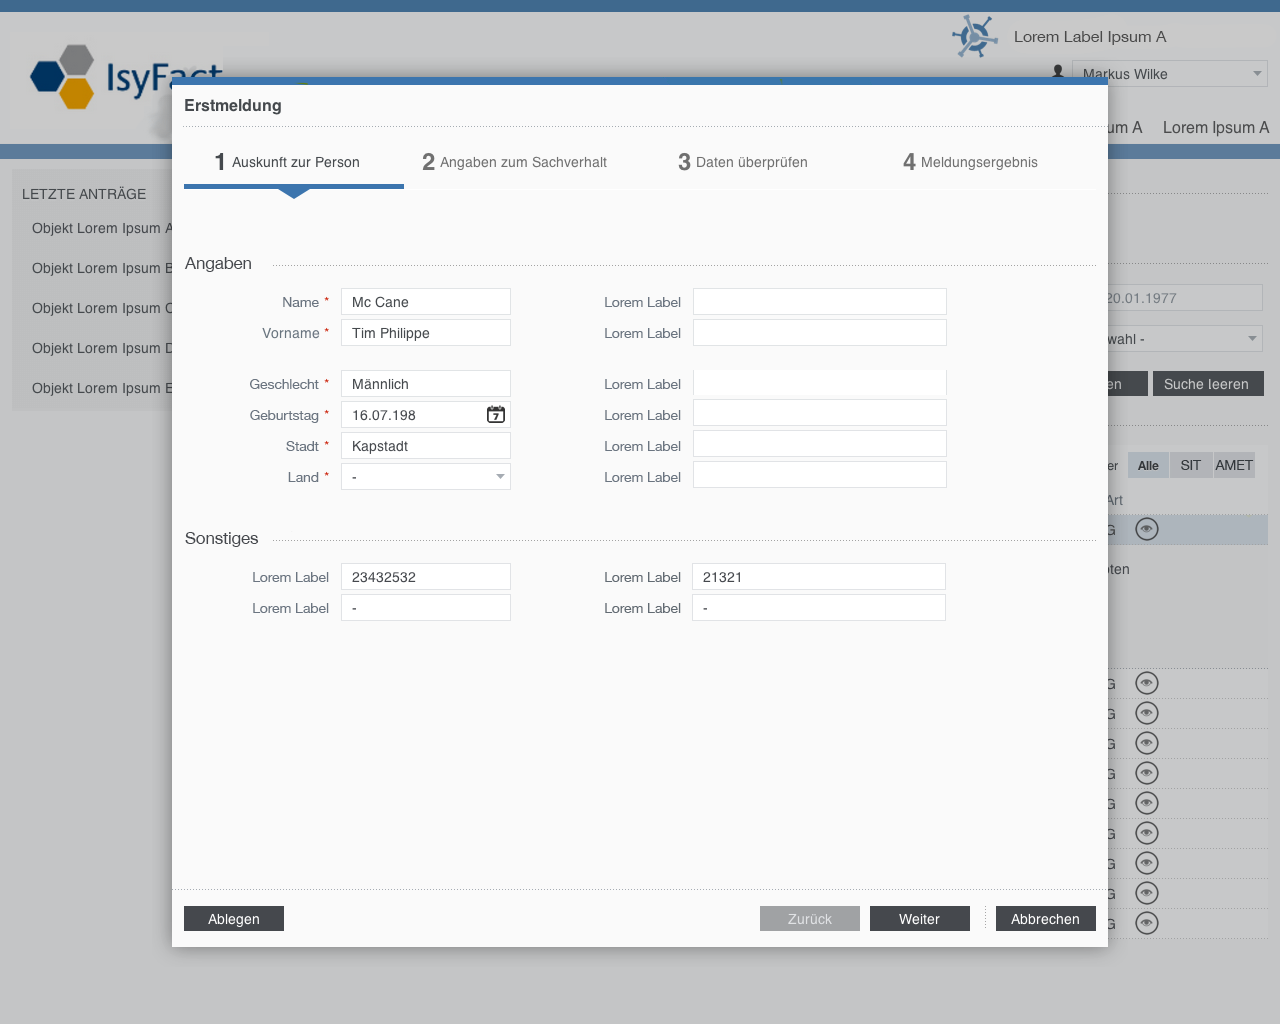 Lorem Label Ipsum A
IsyFact
Markus Wilke
Lorem Ipsum A
LETZTE ANTRÄGE
Objekt Lorem Ipsum A
Objekt Lorem Ipsum B
Objekt Lorem Ipsum C
Objekt Lorem Ipsum D
Objekt Lorem Ipsum E
Erstmeldung
1 Auskunft zur Person 2 Angaben zum Sachverhalt 3 Daten überprüfen 4 Meldungsergebnis
Angaben
Name * Mc Cane Lorem Label
Vorname * Tim Philippe Lorem Label
Geschlecht * Männlich Lorem Label
Geburtstag * 16.07.198 7 Lorem Label
Stadt * Kapstadt Lorem Label
Land * - Lorem Label
Sonstiges
Lorem Label 23432532 Lorem Label 21321
Lorem Label - Lorem Label -
Ablegen Zurück Weiter Abbrechen
20.01.1977
wahl -
en Suche leeren
er Alle SIT AMET
Art
G
oten
G
G
G
G
G
G
G
G
G